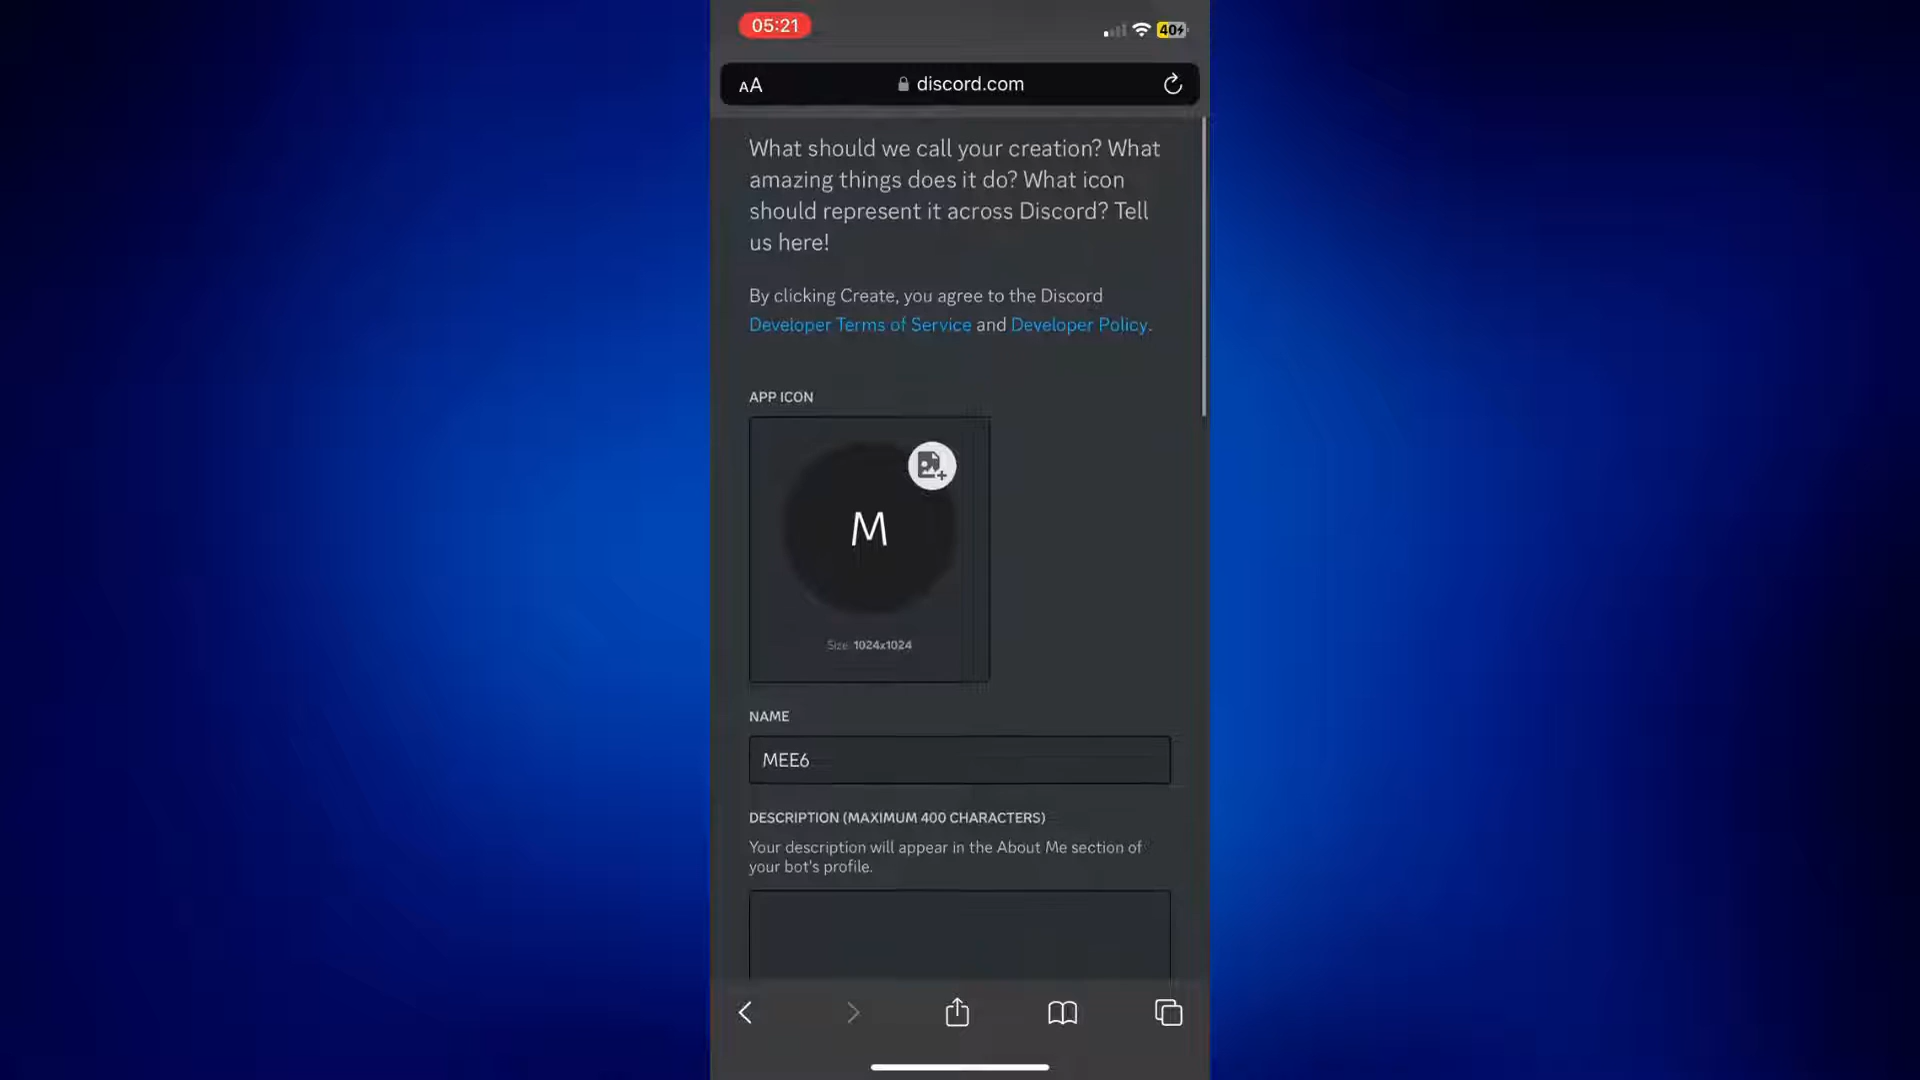 05:21
40
AA
discord.com
What should we call your creation? What
amazing things does it do? What icon
should represent it across Discord? Tell
us here!
By clicking Create, you agree to the Discord
Developer Terms of Service and Developer Policy.
APP ICON
M
Size: 1024x1024
NAME
MEE6
DESCRIPTION (MAXIMUM 400 CHARACTERS)
Your description will appear in the About Me section of
your bot's profile.